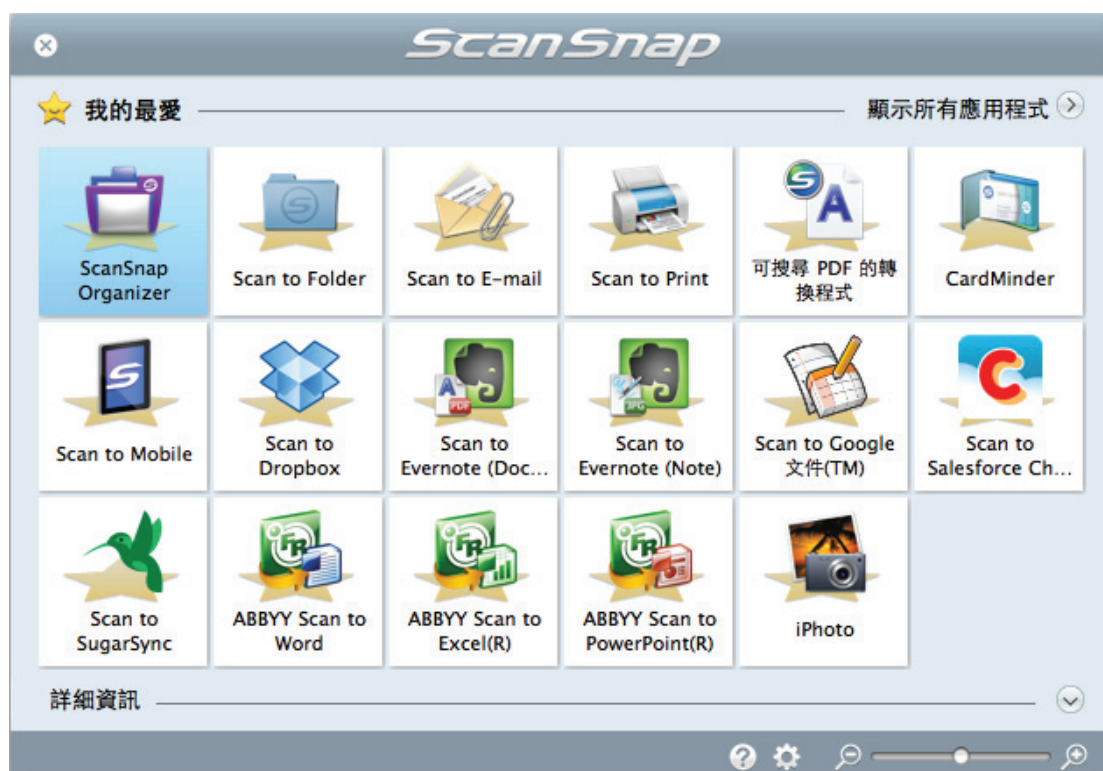 ScanSnap
我的最愛
顯示所有應用程式
ScanSnap
Organizer
Scan to Folder
Scan to E-mail
Scan to Print
可搜尋 PDF 的轉
換程式
CardMinder
Scan to Mobile
Scan to
Dropbox
Scan to
Evernote (Doc...
Scan to
Evernote (Note)
Scan to Google
文件(TM)
Scan to
Salesforce Ch...
Scan to
SugarSync
ABBYY Scan to
Word
ABBYY Scan to
Excel(R)
ABBYY Scan to
PowerPoint(R)
iPhoto
詳細資訊